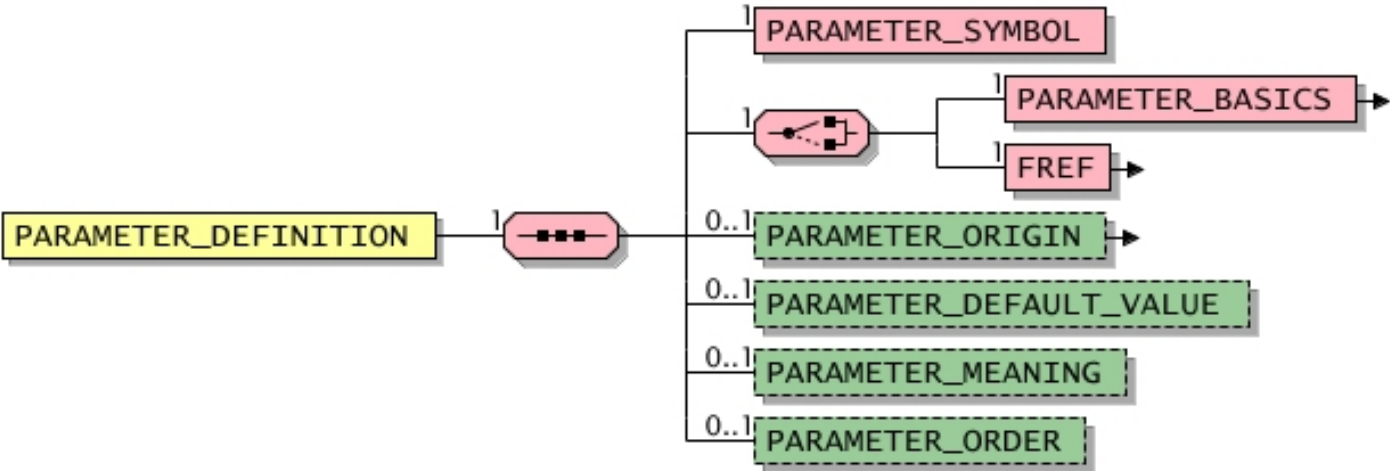 1
PARAMETER_SYMBOL
1
PARAMETER_BASICS
1
1
FREF
PARAMETER_DEFINITION
1
0..1
PARAMETER_ORIGIN
0..1
PARAMETER_DEFAULT_VALUE
0..1
PARAMETER_MEANING
0..1
PARAMETER_ORDER